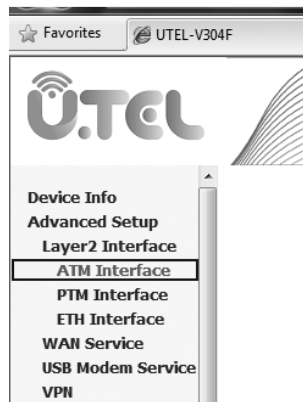 Favorites
UTEL-V304F
U.TEL
Device Info
Advanced Setup
Layer2 Interface
ATM Interface
PTM Interface
ETH Interface
WAN Service
USB Modem Service
VPN